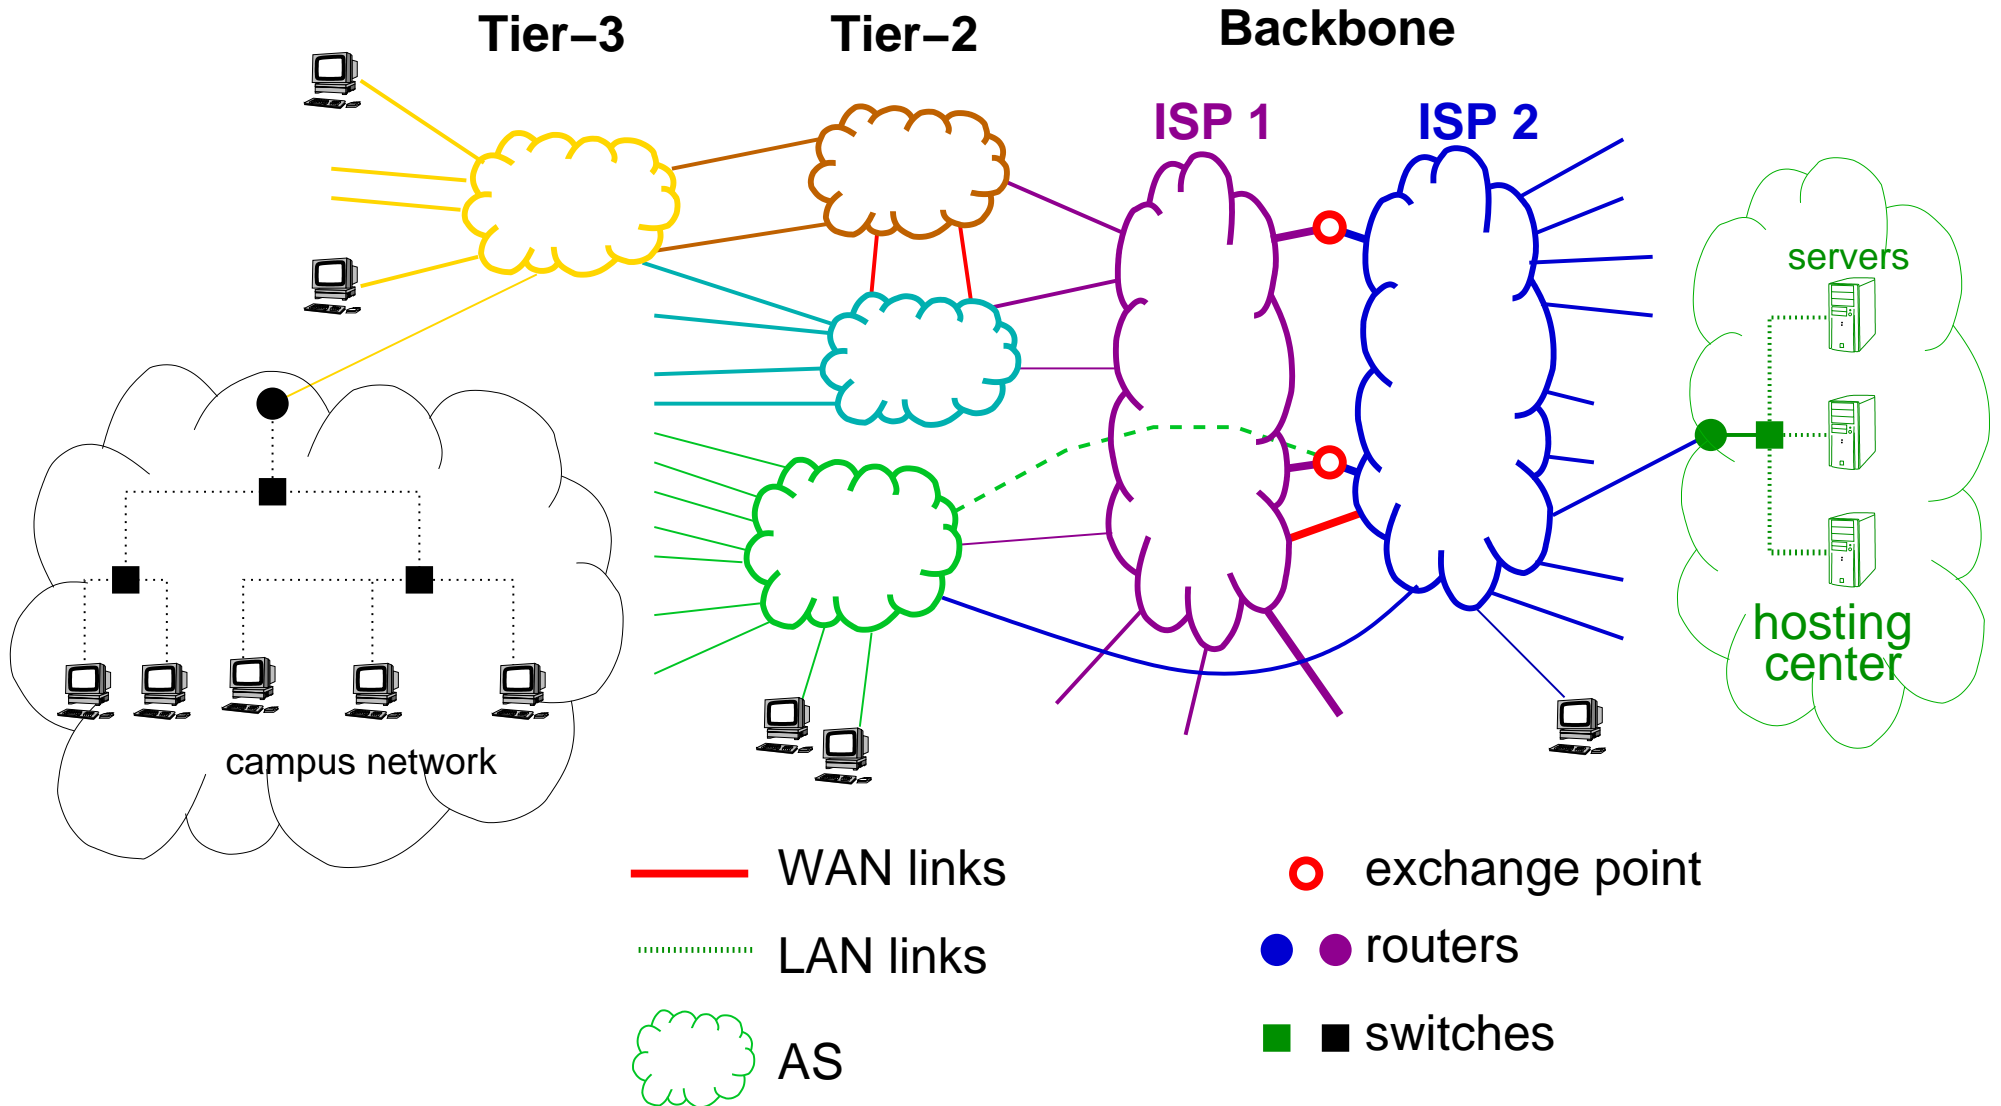 Tier−3
Tier−2
Backbone
ISP 1
ISP 2
servers
hosting
center
campus network
WAN links
exchange point
LAN links
routers
AS
switches